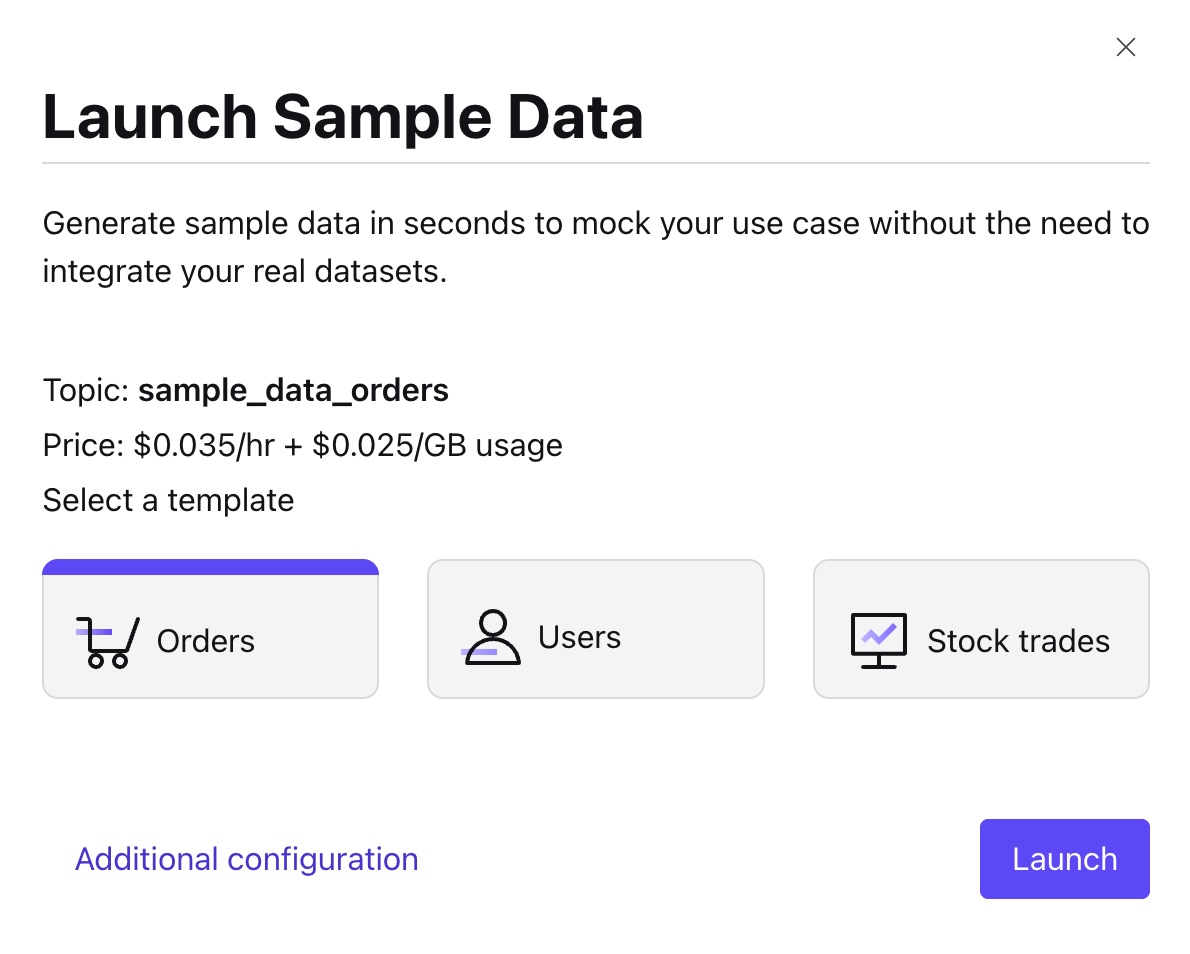 Launch Sample Data
Generate sample data in seconds to mock your use case without the need to
integrate your real datasets.
Topic: sample_data_orders
Price: $0.035/hr + $0.025/GB usage
Select a template
Orders
Users
Stock trades
Additional configuration
Launch